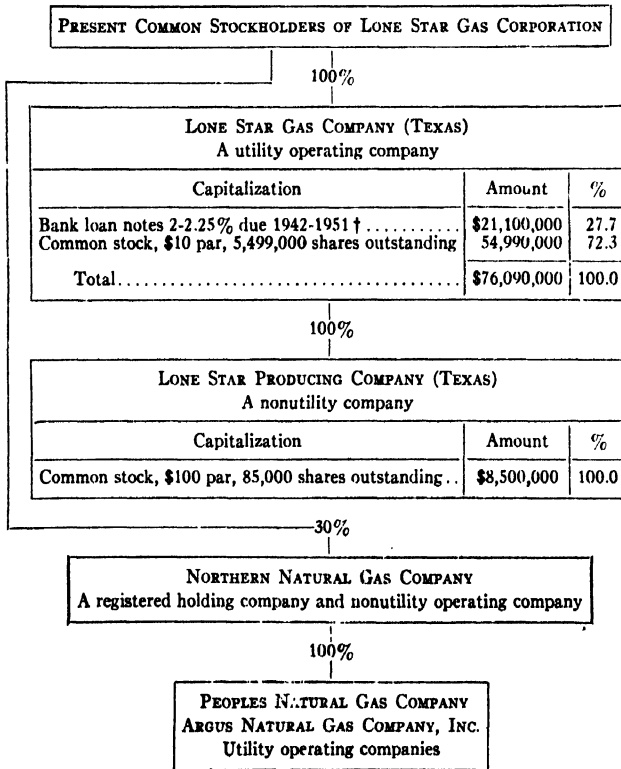 PRESENT COMMON STOCKHOLDERS OF LONE STAR GAS CORPORATION
100%
LONE STAR GAS COMPANY (TEXAS)
A utility operating company
Capitalization Amount %
Bank loan notes 2-2.25% due 1942-1951 † ........... $21,100,000 27.7
Common stock, $10 par, 5,499,000 shares outstanding 54,990,000 72.3
Total..................................... $76,090,000 100.0
100%
LONE STAR PRODUCING COMPANY (TEXAS)
A nonutility company
Capitalization Amount %
Common stock, $100 par, 85,000 shares outstanding.. $8,500,000 100.0
30%
NORTHERN NATURAL GAS COMPANY
A registered holding company and nonutility operating company
100%
PEOPLES NATURAL GAS COMPANY
ARGUS NATURAL GAS COMPANY, INC.
Utility operating companies